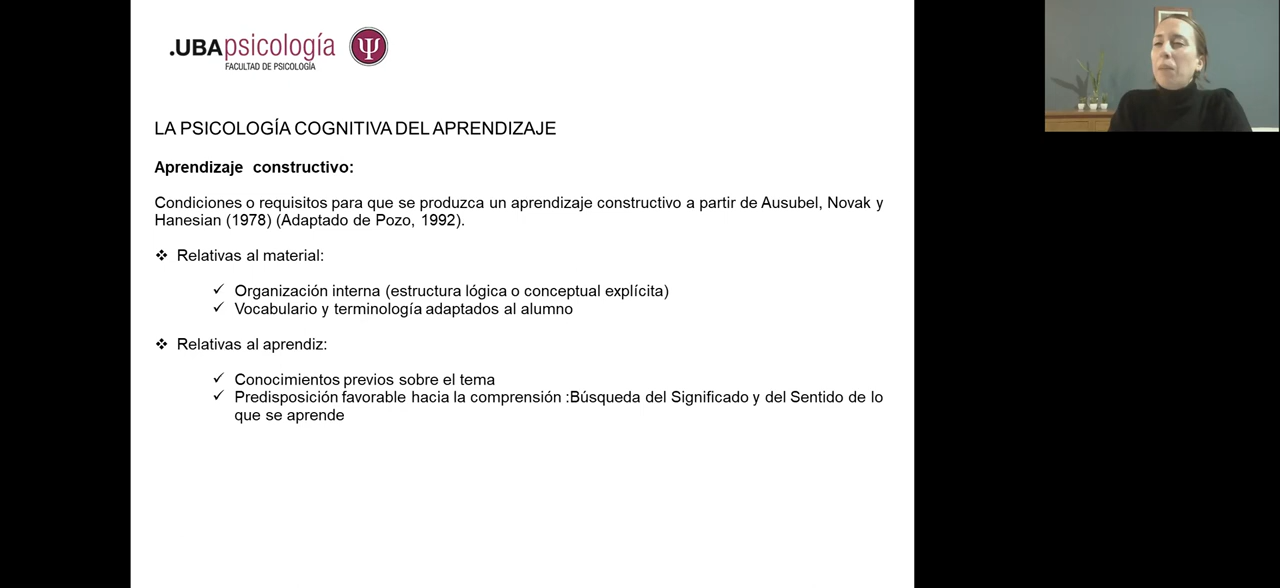 .UBApsicología
FACULTAD DE PSICOLOGÍA
LA PSICOLOGÍA COGNITIVA DEL APRENDIZAJE
Aprendizaje constructivo:
Condiciones o requisitos para que se produzca un aprendizaje constructivo a partir de Ausubel, Novak y
Hanesian (1978) (Adaptado de Pozo, 1992).
❖ Relativas al material:
✓ Organización interna (estructura lógica o conceptual explícita)
✓ Vocabulario y terminología adaptados al alumno
❖ Relativas al aprendiz:
✓ Conocimientos previos sobre el tema
✓ Predisposición favorable hacia la comprensión :Búsqueda del Significado y del Sentido de lo
que se aprende